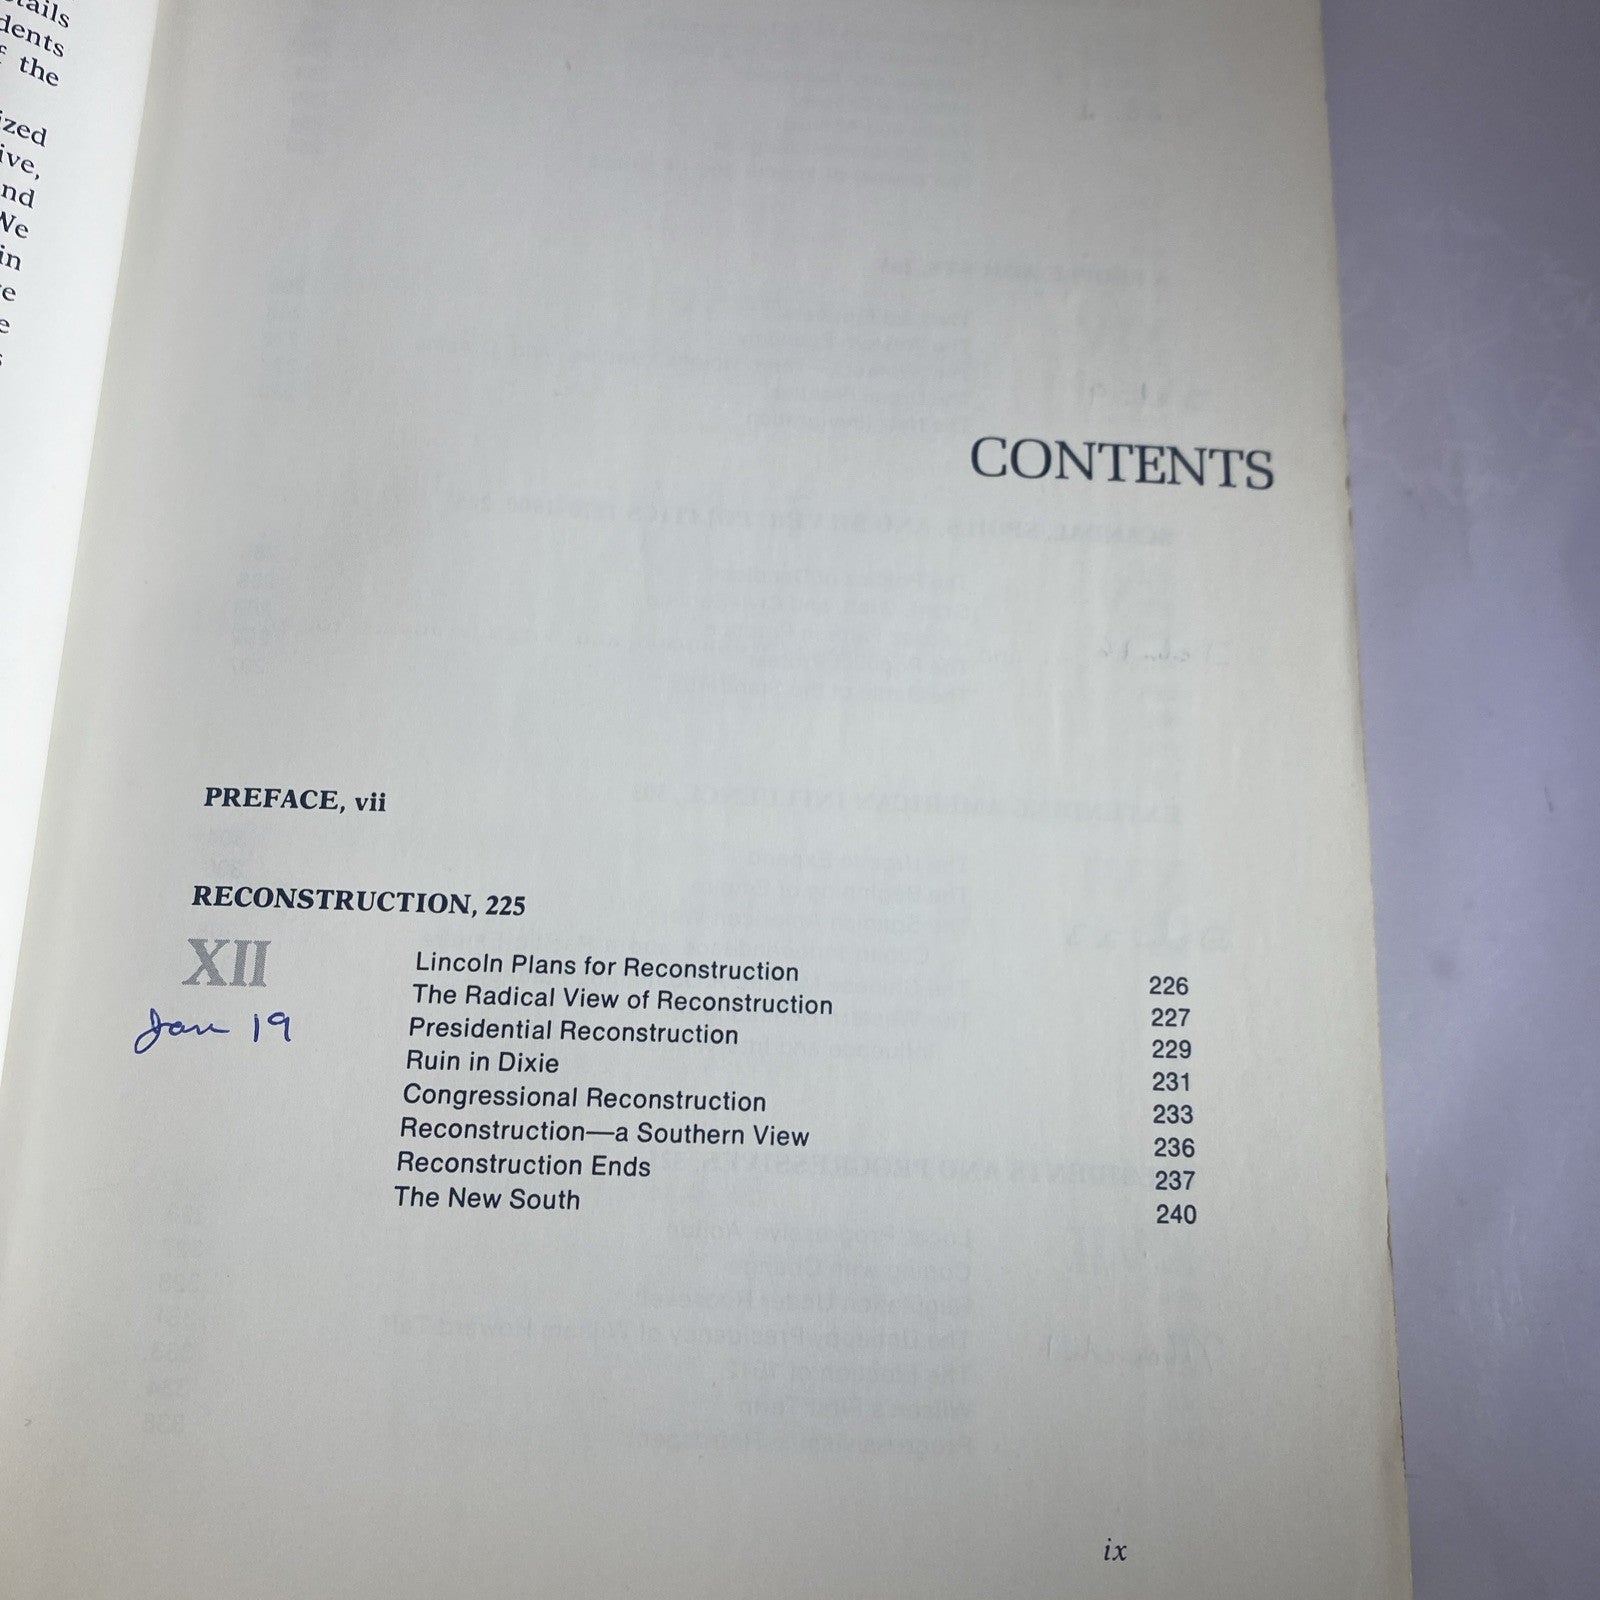 tails
dents
f the
ized
ive,
nd
We
in
e
e
s
CONTENTS
PREFACE, vii
RECONSTRUCTION, 225
XII
Jan 19
Lincoln Plans for Reconstruction 226
The Radical View of Reconstruction 227
Presidential Reconstruction 229
Ruin in Dixie 231
Congressional Reconstruction 233
Reconstruction—a Southern View 236
Reconstruction Ends 237
The New South 240
ix